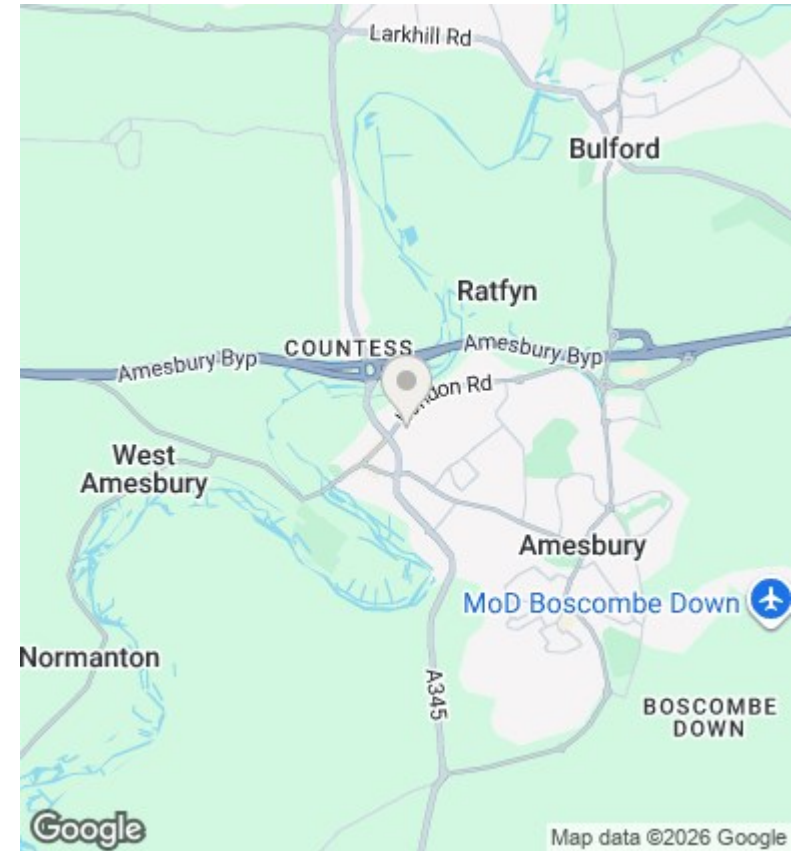 Larkhill Rd
Bulford
Ratfyn
COUNTESS
Amesbury Byp
Amesbury Byp
London Rd
West
Amesbury
Amesbury
MoD Boscombe Down
Normanton
A345
BOSCOMBE
DOWN
Google
Map data ©2026 Google